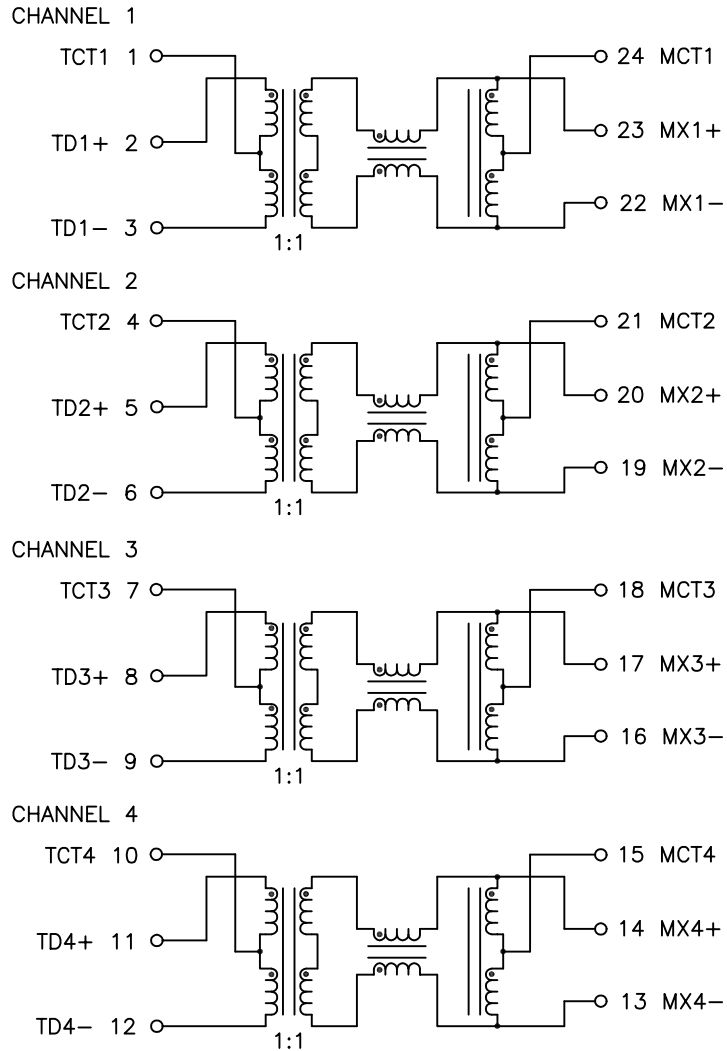 CHANNEL 1
TCT1 1
24 MCT1
TD1+ 2
23 MX1+
TD1− 3
22 MX1−
1:1
CHANNEL 2
TCT2 4
21 MCT2
TD2+ 5
20 MX2+
TD2− 6
19 MX2−
1:1
CHANNEL 3
TCT3 7
18 MCT3
TD3+ 8
17 MX3+
TD3− 9
16 MX3−
1:1
CHANNEL 4
TCT4 10
15 MCT4
TD4+ 11
14 MX4+
TD4− 12
13 MX4−
1:1